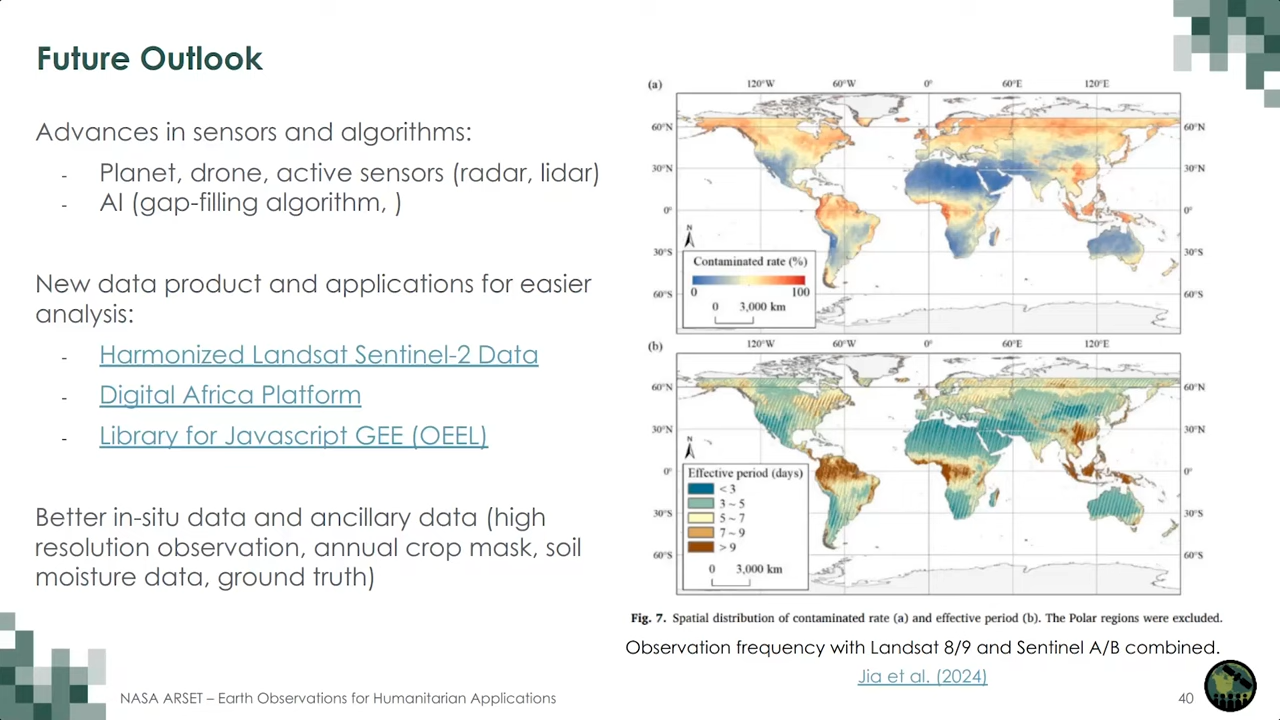 Future Outlook
Advances in sensors and algorithms:
- Planet, drone, active sensors (radar, lidar)
- AI (gap-filling algorithm, )
New data product and applications for easier
analysis:
- Harmonized Landsat Sentinel-2 Data
- Digital Africa Platform
- Library for Javascript GEE (OEEL)
Better in-situ data and ancillary data (high
resolution observation, annual crop mask, soil
moisture data, ground truth)
(a) 120°W 60°W 0° 60°E 120°E
60°N 60°N
30°N 30°N
0° 0°
N
30°S 30°S
Contaminated rate (%)
0 100
60°S 60°S
0 3,000 km
(b) 120°W 60°W 0° 60°E 120°E
60°N 60°N
30°N 30°N
N
0° 0°
Effective period (days)
< 3
3 ~ 5
30°S 30°S
5 ~ 7
7 ~ 9
> 9
60°S 60°S
0 3,000 km
Fig. 7. Spatial distribution of contaminated rate (a) and effective period (b). The Polar regions were excluded.
Observation frequency with Landsat 8/9 and Sentinel A/B combined.
Jia et al. (2024)
NASA ARSET – Earth Observations for Humanitarian Applications 40